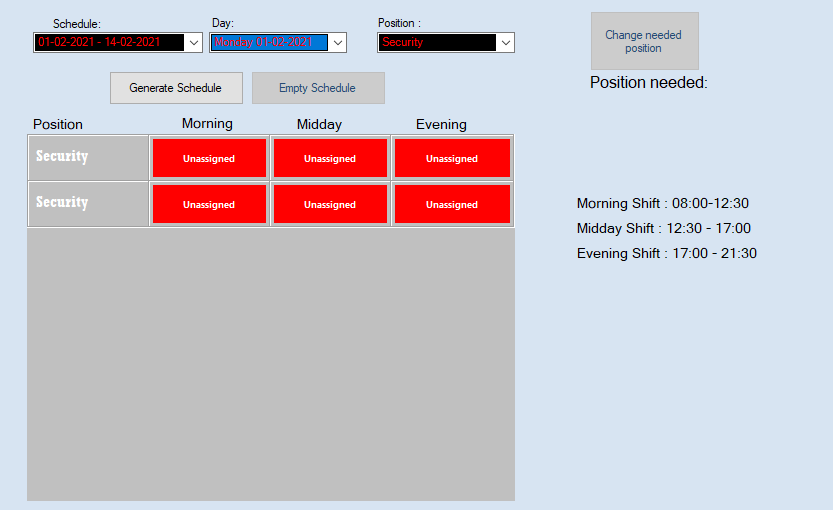 Schedule: Day: Position :
01-02-2021 - 14-02-2021 Monday 01-02-2021 Security
Change needed
position
Generate Schedule Empty Schedule
Position needed:
Position Morning Midday Evening
Security Unassigned Unassigned Unassigned
Security Unassigned Unassigned Unassigned
Morning Shift : 08:00-12:30
Midday Shift : 12:30 - 17:00
Evening Shift : 17:00 - 21:30